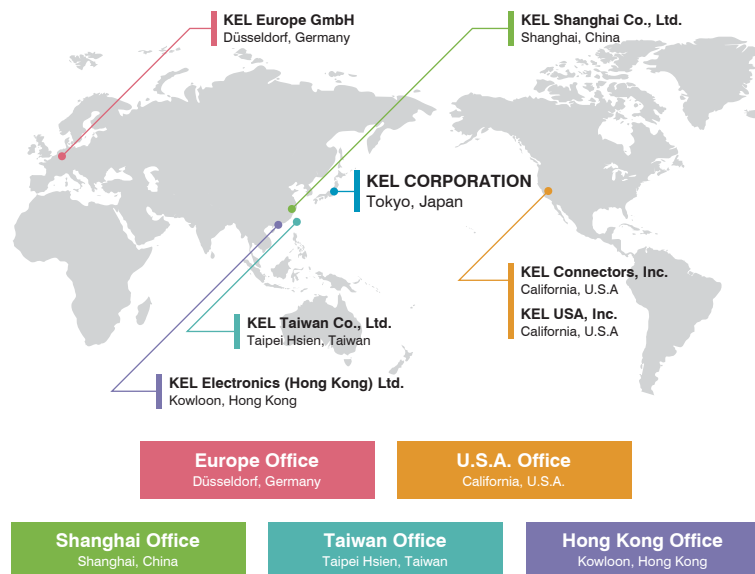 KEL Europe GmbH
Düsseldorf, Germany
KEL Shanghai Co., Ltd.
Shanghai, China
KEL CORPORATION
Tokyo, Japan
KEL Connectors, Inc.
California, U.S.A
KEL USA, Inc.
California, U.S.A
KEL Taiwan Co., Ltd.
Taipei Hsien, Taiwan
KEL Electronics (Hong Kong) Ltd.
Kowloon, Hong Kong
Europe Office
Düsseldorf, Germany
U.S.A. Office
California, U.S.A.
Shanghai Office
Shanghai, China
Taiwan Office
Taipei Hsien, Taiwan
Hong Kong Office
Kowloon, Hong Kong